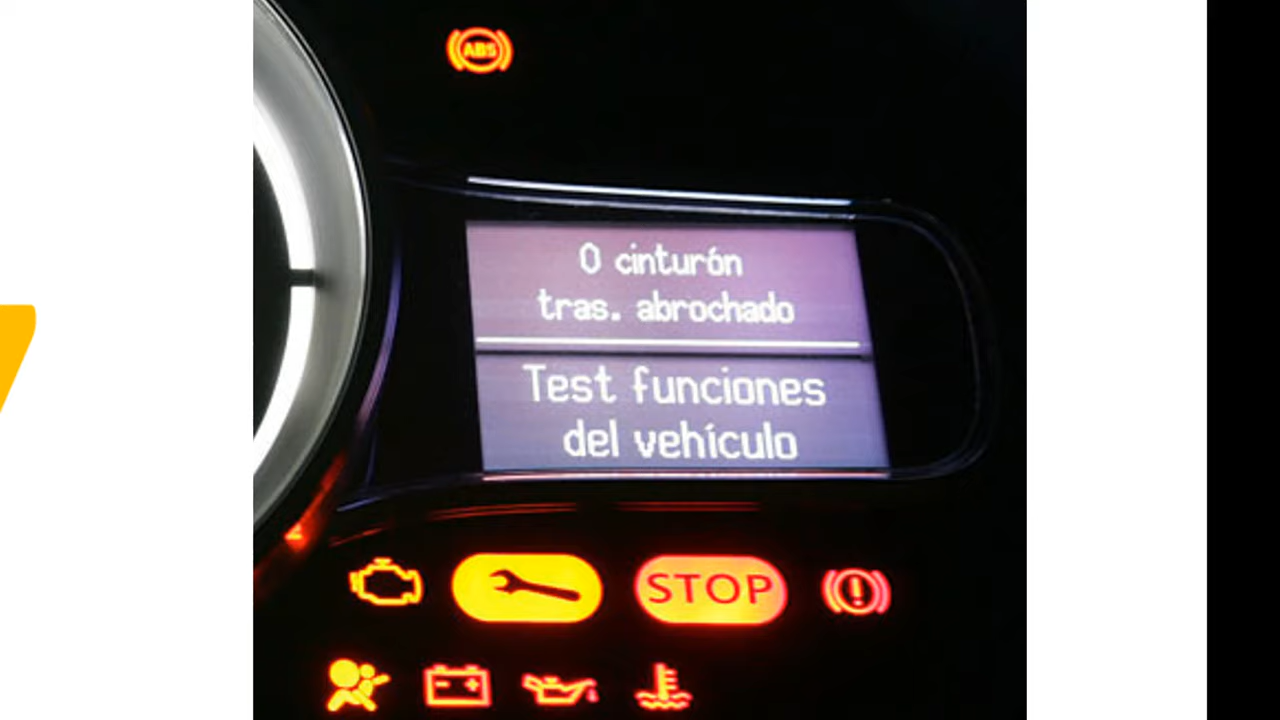 ABS
0 cinturón
tras. abrochado
Test funciones
del vehículo
STOP